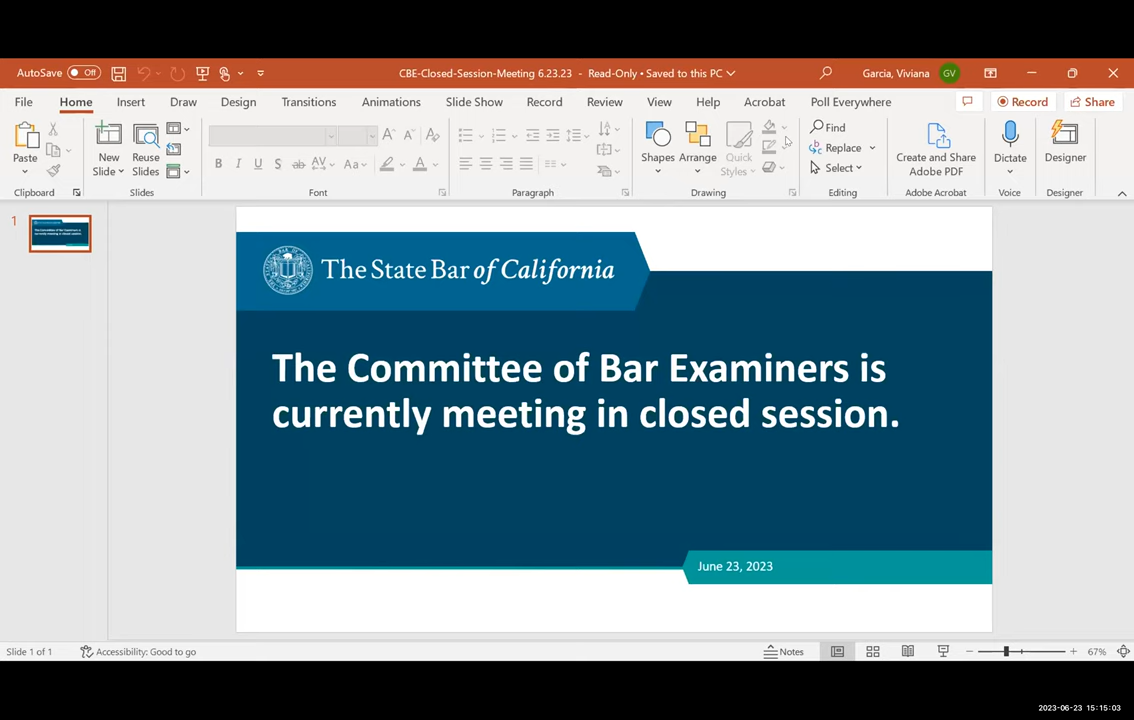 AutoSave Off
CBE-Closed-Session-Meeting 6.23.23 - Read-Only • Saved to this PC
Garcia, Viviana GV
File Home Insert Draw Design Transitions Animations Slide Show Record Review View Help Acrobat Poll Everywhere
Record Share
Paste
New Slide
Reuse Slides
B I U S ab AV Aa A
Shapes Arrange Quick Styles
Find
Replace
Select
Create and Share Adobe PDF
Dictate
Designer
Clipboard Slides Font Paragraph Drawing Editing Adobe Acrobat Voice Designer
1
The State Bar of California
The Committee of Bar Examiners is
currently meeting in closed session.
June 23, 2023
Slide 1 of 1 Accessibility: Good to go Notes 67%
2023-06-23 15:15:03